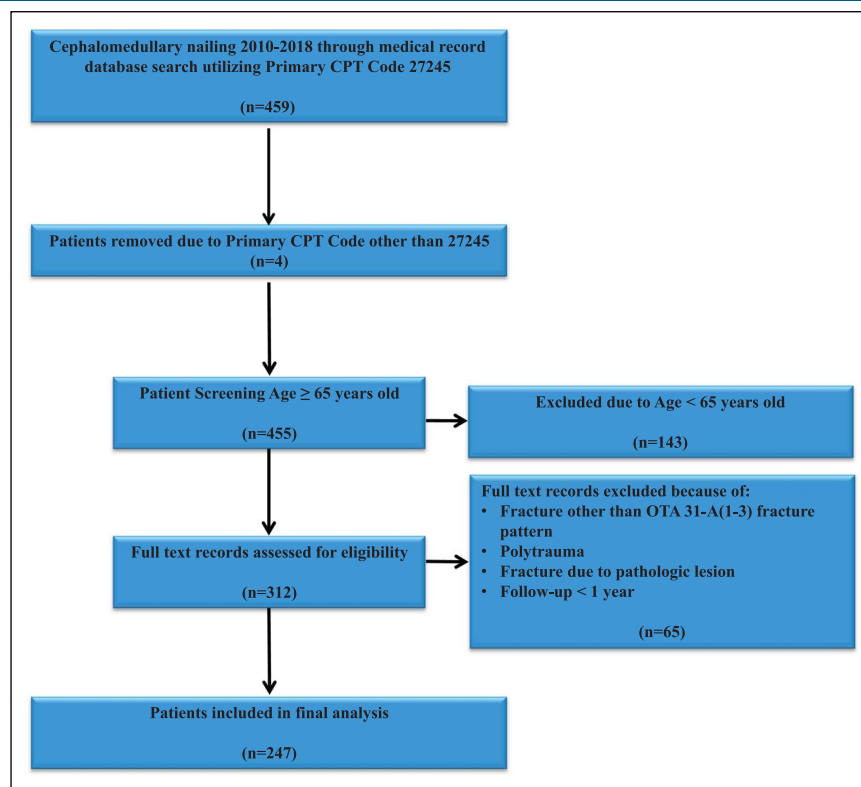 Cephalomedullary nailing 2010-2018 through medical record
database search utilizing Primary CPT Code 27245
(n=459)
Patients removed due to Primary CPT Code other than 27245
(n=4)
Patient Screening Age ≥ 65 years old
(n=455)
Excluded due to Age < 65 years old
(n=143)
Full text records assessed for eligibility
(n=312)
Full text records excluded because of:
• Fracture other than OTA 31-A(1-3) fracture
pattern
• Polytrauma
• Fracture due to pathologic lesion
• Follow-up < 1 year
(n=65)
Patients included in final analysis
(n=247)